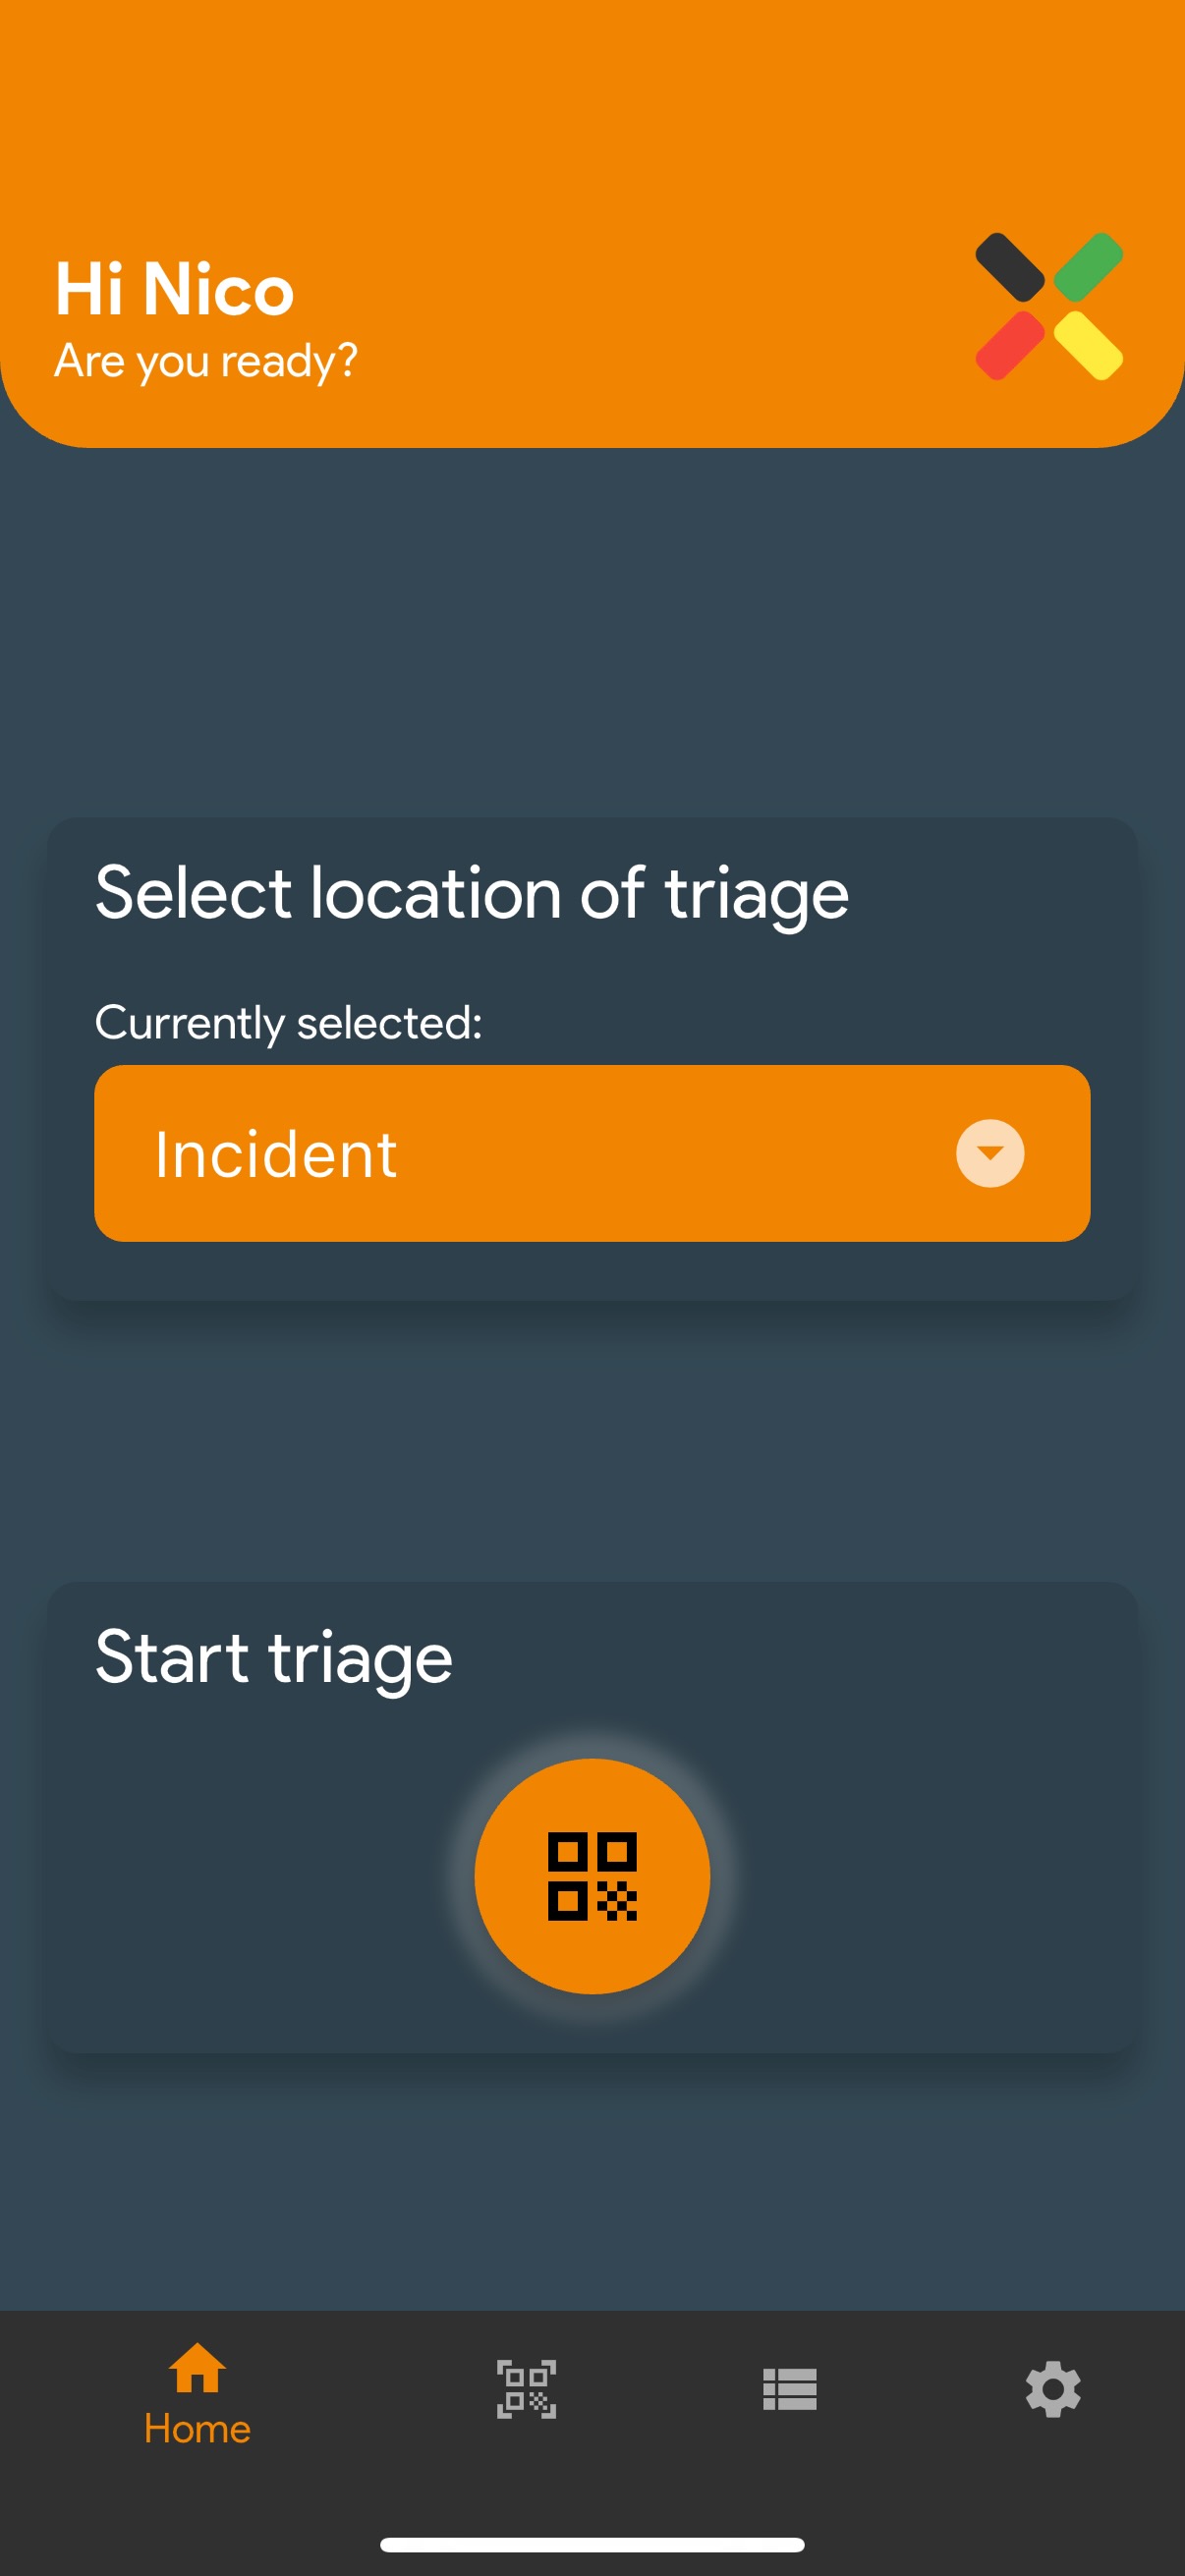 Hi Nico
Are you ready?
Select location of triage
Currently selected:
Incident
Start triage
Home